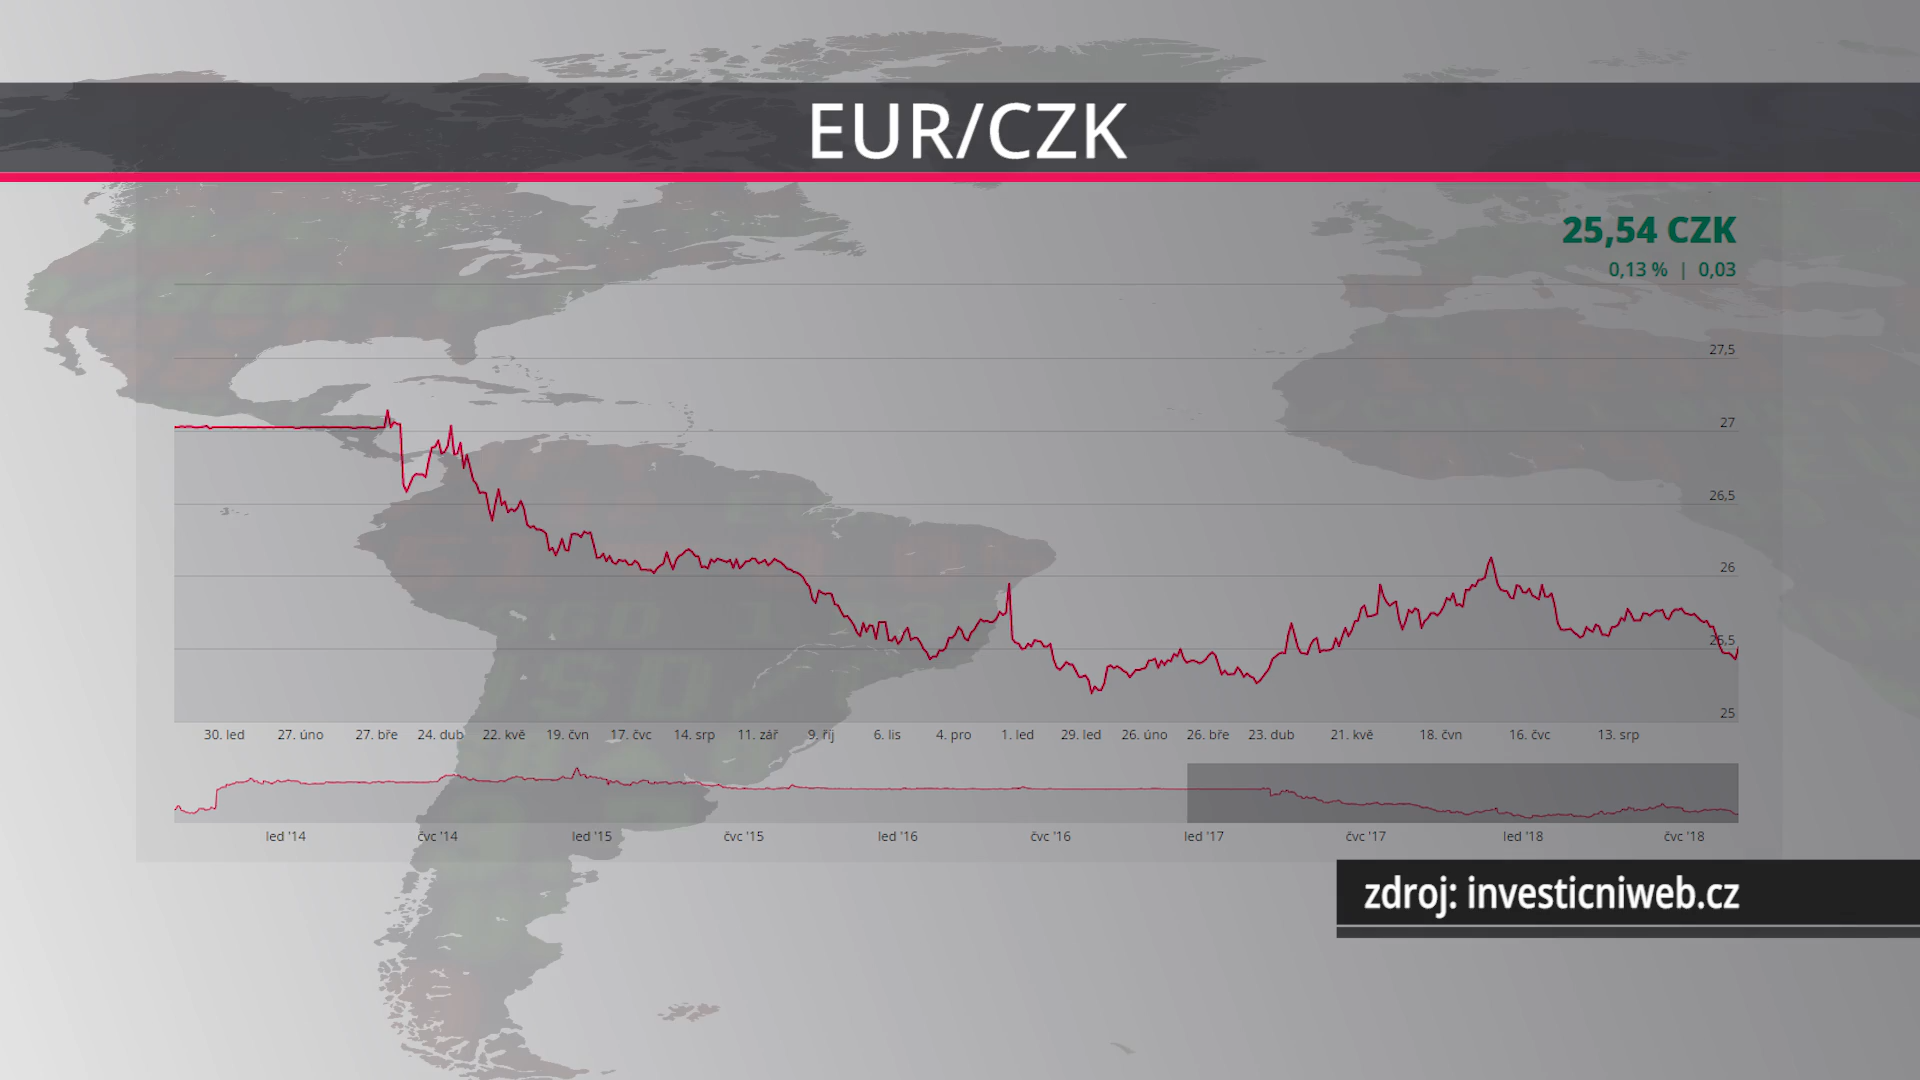 EUR/CZK
25,54 CZK
0,13 % | 0,03
27,5
27
26,5
26
25,5
25
30. led 27. úno 27. bře 24. dub 22. kvě 19. čvn 17. čvc 14. srp 11. zář 9. říj 6. lis 4. pro 1. led 29. led 26. úno 26. bře 23. dub 21. kvě 18. čvn 16. čvc 13. srp
led '14 čvc '14 led '15 čvc '15 led '16 čvc '16 led '17 čvc '17 led '18 čvc '18
zdroj: investicniweb.cz